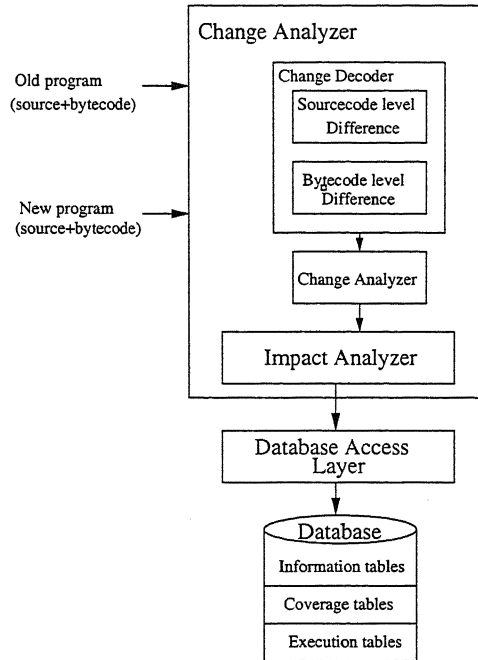 Change Analyzer
Old program
(source+bytecode)
Change Decoder
Sourcecode level
Difference
New program
(source+bytecode)
Bytecode level
Difference
Change Analyzer
Impact Analyzer
Database Access
Layer
Database
Information tables
Coverage tables
Execution tables